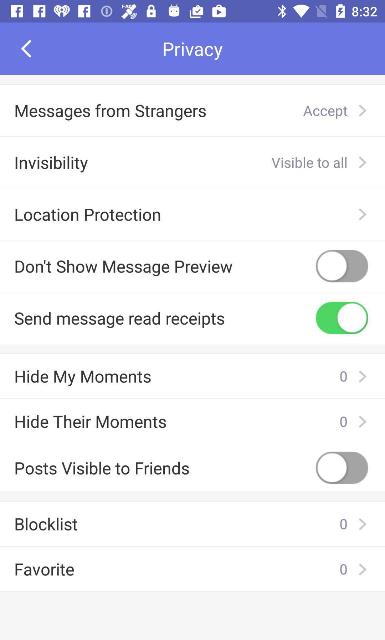 8:32
Privacy
Messages from Strangers Accept
Invisibility Visible to all
Location Protection
Don't Show Message Preview
Send message read receipts
Hide My Moments 0
Hide Their Moments 0
Posts Visible to Friends
Blocklist 0
Favorite 0